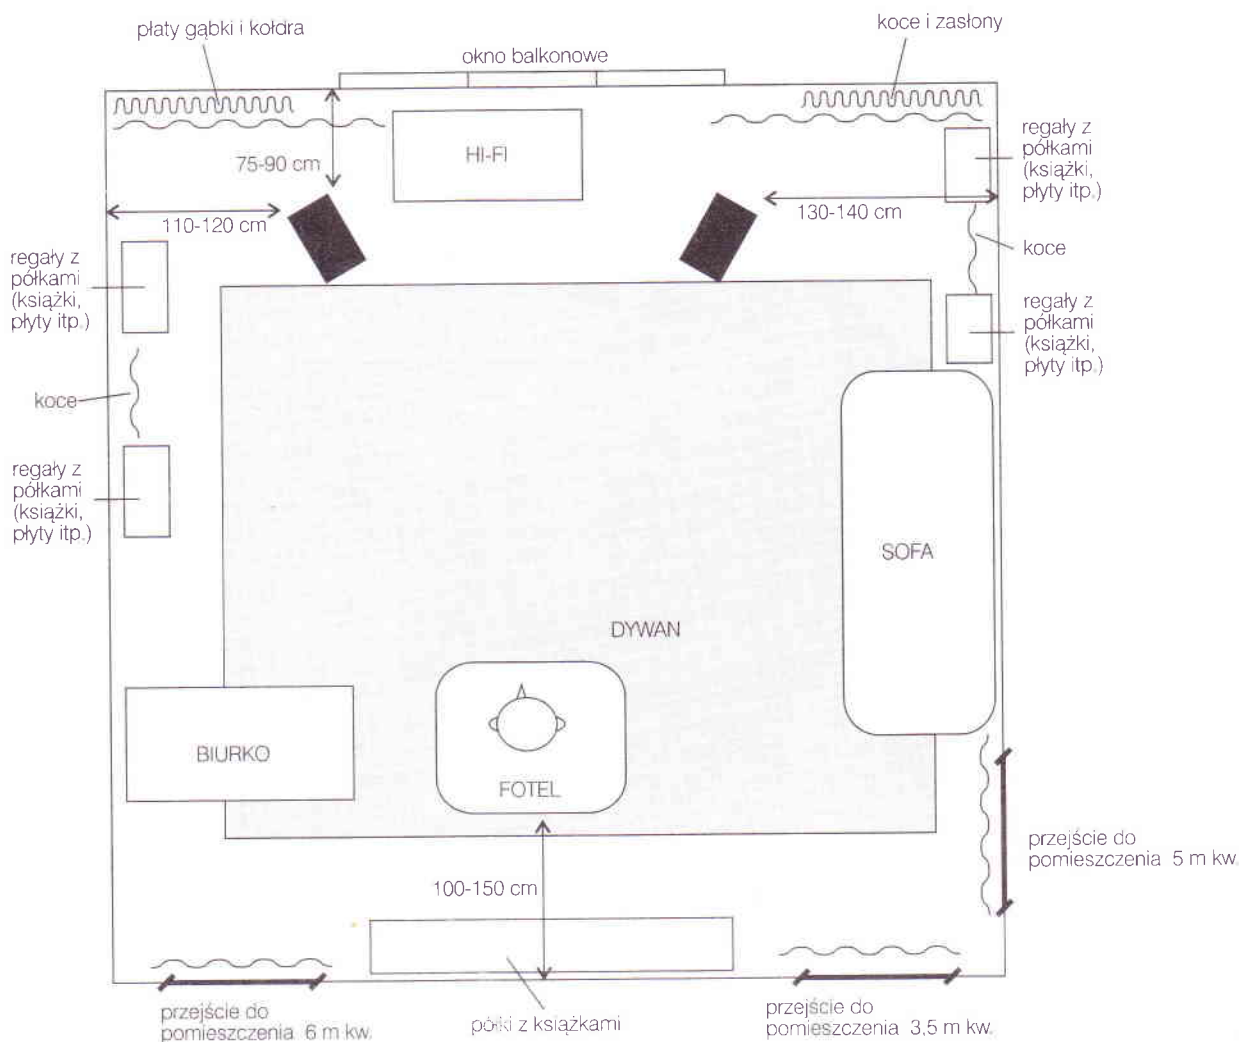 płaty gąbki i kołdra
koce i zasłony
okno balkonowe
HI-FI
75-90 cm
110-120 cm
130-140 cm
regały z
półkami
(książki,
płyty itp.)
koce
regały z
półkami
(książki,
płyty itp.)
regały z
półkami
(książki,
płyty itp.)
koce
regały z
półkami
(książki,
płyty itp.)
SOFA
DYWAN
BIURKO
FOTEL
100-150 cm
przejście do
pomieszczenia 5 m kw.
przejście do
pomieszczenia 6 m kw.
półki z książkami
przejście do
pomieszczenia 3,5 m kw.